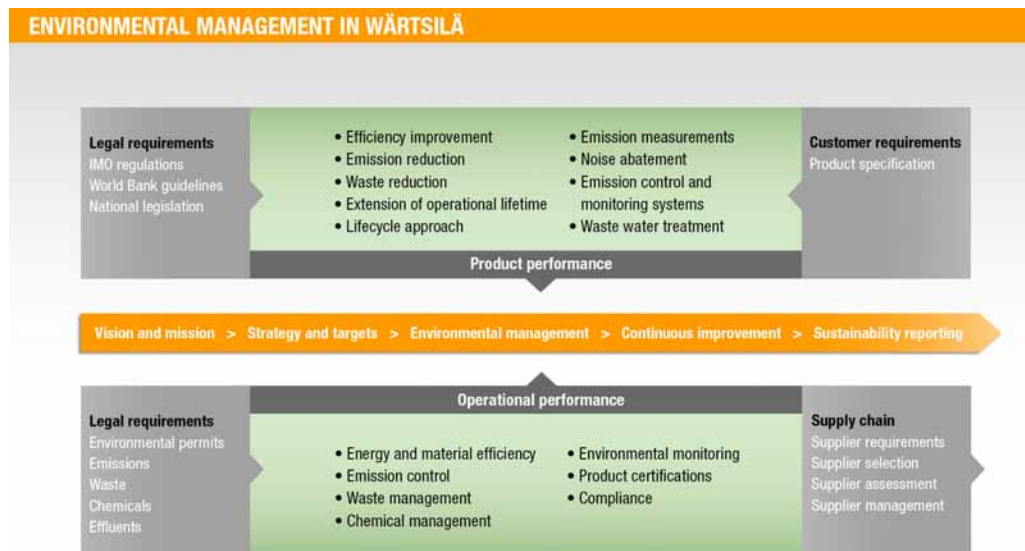 ENVIRONMENTAL MANAGEMENT IN WÄRTSILÄ
Legal requirements
IMO regulations
World Bank guidelines
National legislation
• Efficiency improvement
• Emission reduction
• Waste reduction
• Extension of operational lifetime
• Lifecycle approach
• Emission measurements
• Noise abatement
• Emission control and
monitoring systems
• Waste water treatment
Customer requirements
Product specification
Product performance
Vision and mission > Strategy and targets > Environmental management > Continuous improvement > Sustainability reporting
Operational performance
Legal requirements
Environmental permits
Emissions
Waste
Chemicals
Effluents
• Energy and material efficiency
• Emission control
• Waste management
• Chemical management
• Environmental monitoring
• Product certifications
• Compliance
Supply chain
Supplier requirements
Supplier selection
Supplier assessment
Supplier management